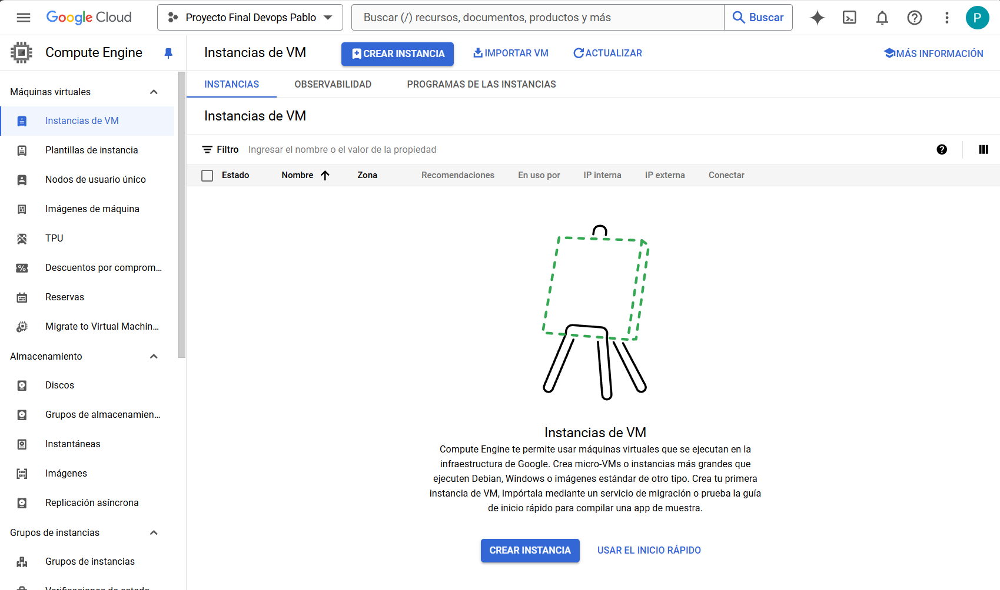 Google Cloud
Proyecto Final Devops Pablo
Buscar (/) recursos, documentos, productos y más
Buscar
P
Compute Engine
Instancias de VM
CREAR INSTANCIA
IMPORTAR VM
ACTUALIZAR
MÁS INFORMACIÓN
Máquinas virtuales
Instancias de VM
Plantillas de instancia
Nodos de usuario único
Imágenes de máquina
TPU
Descuentos por comprom...
Reservas
Migrate to Virtual Machin...
Almacenamiento
Discos
Grupos de almacenamien...
Instantáneas
Imágenes
Replicación asíncrona
Grupos de instancias
Grupos de instancias
Verificaciones de estado
INSTANCIAS
OBSERVABILIDAD
PROGRAMAS DE LAS INSTANCIAS
Instancias de VM
Filtro
Ingresar el nombre o el valor de la propiedad
Estado
Nombre
Zona
Recomendaciones
En uso por
IP interna
IP externa
Conectar
Instancias de VM
Compute Engine te permite usar máquinas virtuales que se ejecutan en la
infraestructura de Google. Crea micro-VMs o instancias más grandes que
ejecuten Debian, Windows o imágenes estándar de otro tipo. Crea tu primera
instancia de VM, impórtala mediante un servicio de migración o prueba la guía
de inicio rápido para compilar una app de muestra.
CREAR INSTANCIA
USAR EL INICIO RÁPIDO